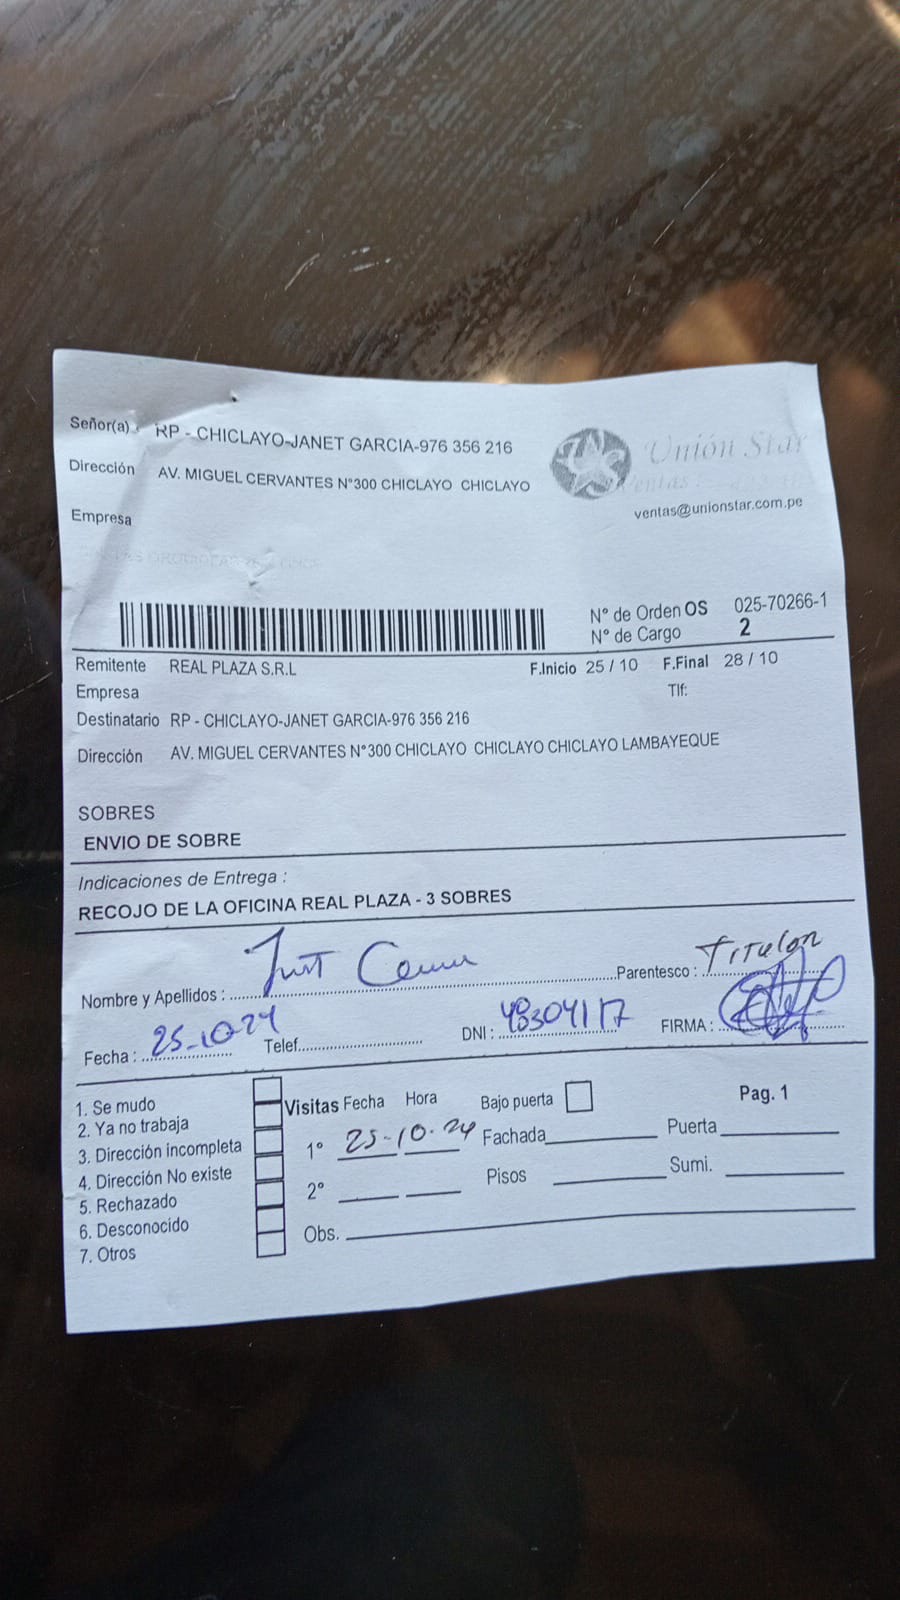 Señor(a) : RP - CHICLAYO-JANET GARCIA-976 356 216
Dirección AV. MIGUEL CERVANTES N°300 CHICLAYO CHICLAYO
Empresa
Unión Star
Ventas :
ventas@unionstar.com.pe
N° de Orden OS 025-70266-1
N° de Cargo 2
Remitente REAL PLAZA S.R.L F.Inicio 25 / 10 F.Final 28 / 10
Empresa Tlf:
Destinatario RP - CHICLAYO-JANET GARCIA-976 356 216
Dirección AV. MIGUEL CERVANTES N°300 CHICLAYO CHICLAYO CHICLAYO LAMBAYEQUE
SOBRES
ENVIO DE SOBRE
Indicaciones de Entrega :
RECOJO DE LA OFICINA REAL PLAZA - 3 SOBRES
Nombre y Apellidos : Parentesco : Titular
Fecha : 25-10-24 Telef. DNI : FIRMA :
1. Se mudo
2. Ya no trabaja
3. Dirección incompleta
4. Dirección No existe
5. Rechazado
6. Desconocido
7. Otros
Visitas Fecha Hora Bajo puerta Pag. 1
1° 25-10-24 Fachada Puerta
2° Pisos Sumi.
Obs.